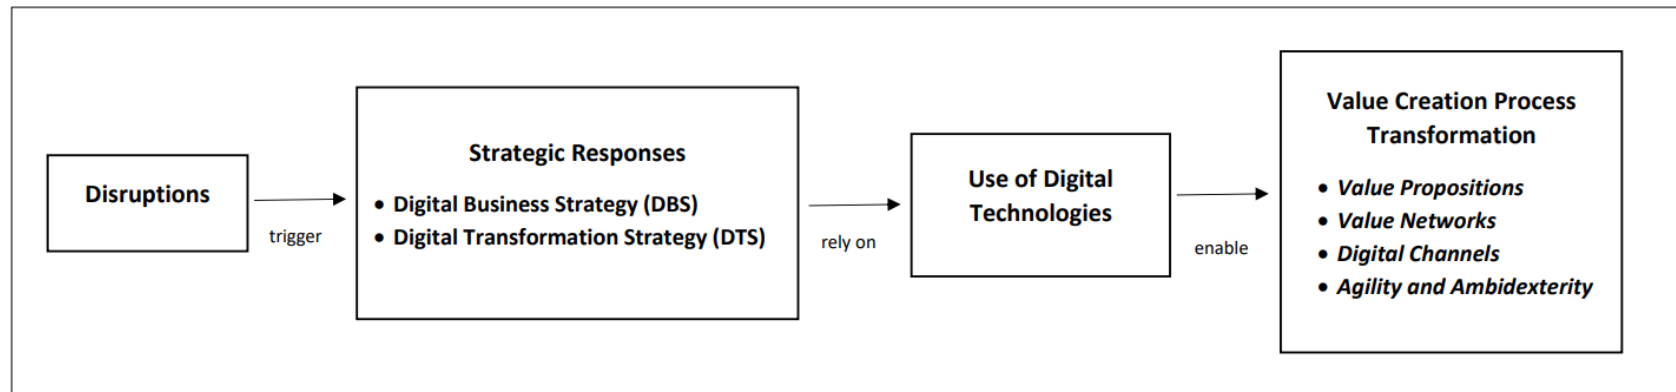 Disruptions
trigger
Strategic Responses
• Digital Business Strategy (DBS)
• Digital Transformation Strategy (DTS)
rely on
Use of Digital
Technologies
enable
Value Creation Process
Transformation
• Value Propositions
• Value Networks
• Digital Channels
• Agility and Ambidexterity